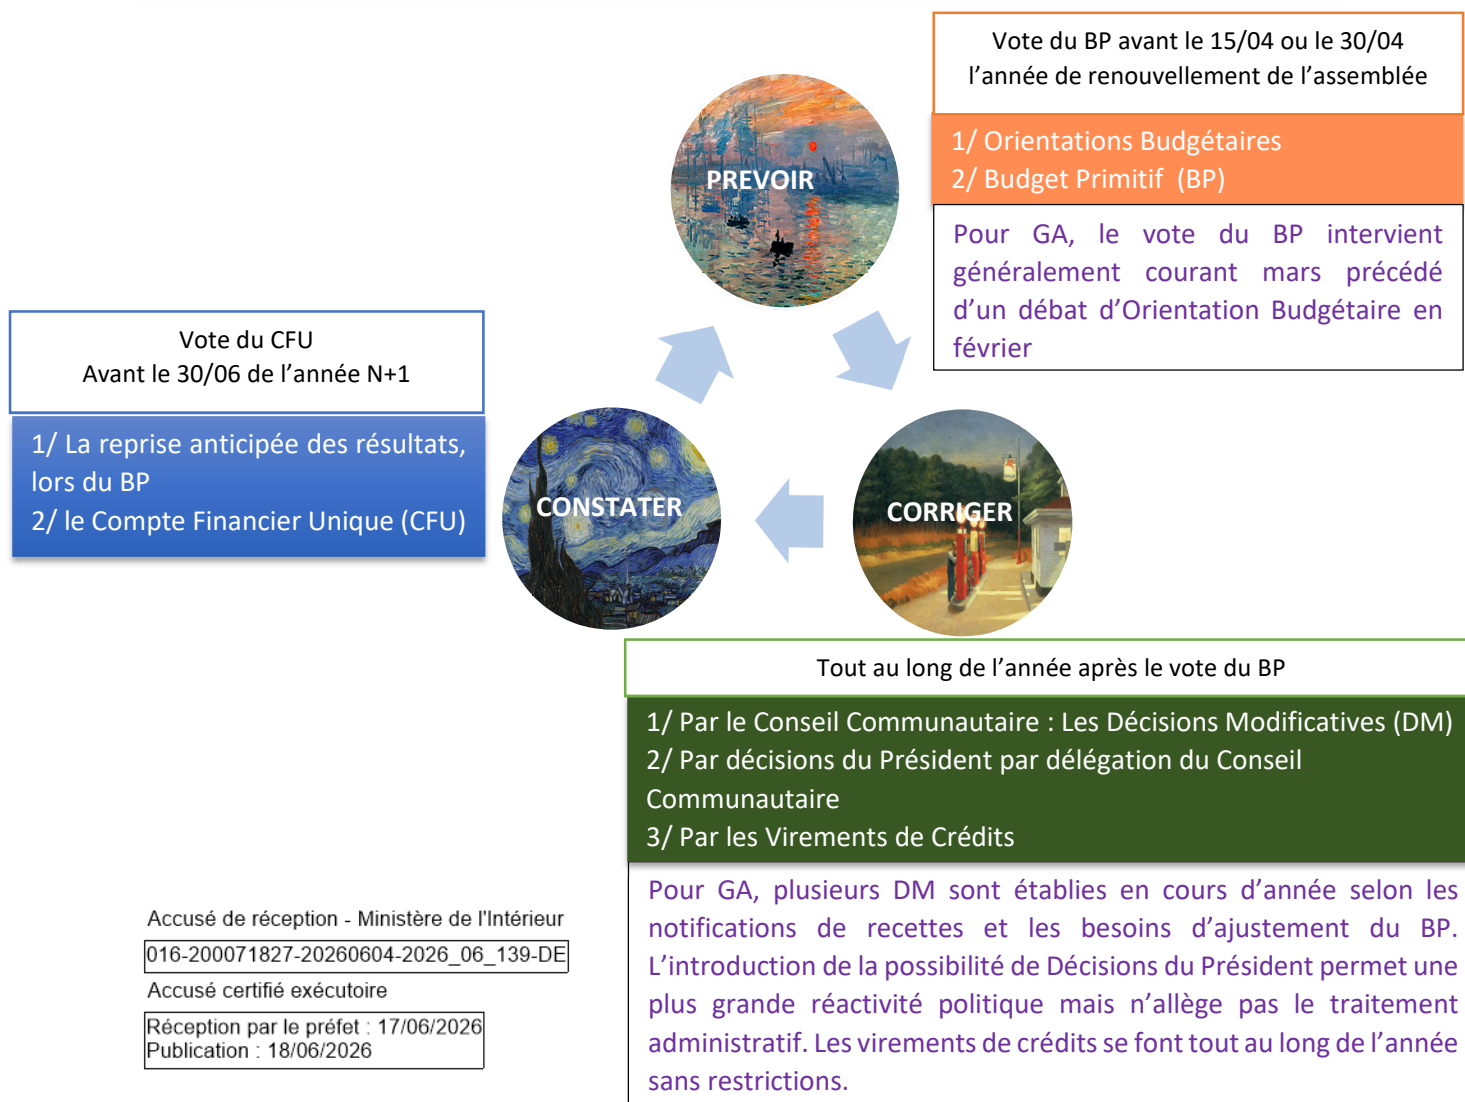 Vote du BP avant le 15/04 ou le 30/04
l’année de renouvellement de l’assemblée
1/ Orientations Budgétaires
2/ Budget Primitif (BP)
Pour GA, le vote du BP intervient
généralement courant mars précédé
d’un débat d’Orientation Budgétaire en
février
PREVOIR
Vote du CFU
Avant le 30/06 de l’année N+1
1/ La reprise anticipée des résultats,
lors du BP
2/ le Compte Financier Unique (CFU)
CONSTATER
CORRIGER
Tout au long de l’année après le vote du BP
1/ Par le Conseil Communautaire : Les Décisions Modificatives (DM)
2/ Par décisions du Président par délégation du Conseil
Communautaire
3/ Par les Virements de Crédits
Pour GA, plusieurs DM sont établies en cours d’année selon les
notifications de recettes et les besoins d’ajustement du BP.
L’introduction de la possibilité de Décisions du Président permet une
plus grande réactivité politique mais n’allège pas le traitement
administratif. Les virements de crédits se font tout au long de l’année
sans restrictions.
Accusé de réception - Ministère de l'Intérieur
016-200071827-20260604-2026_06_139-DE
Accusé certifié exécutoire
Réception par le préfet : 17/06/2026
Publication : 18/06/2026